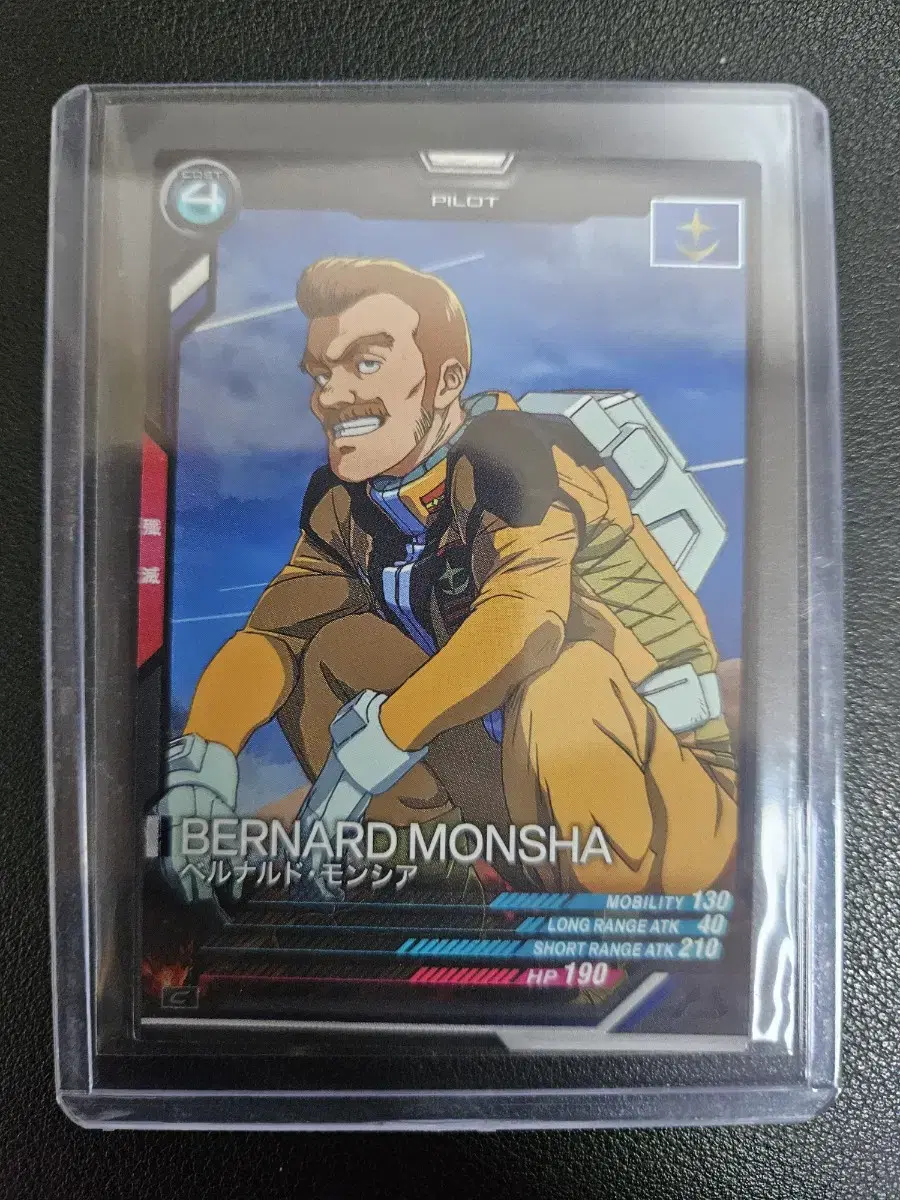 COST
4
PILOT
殲滅
BERNARD MONSHA
ベルナルド・モンシア
MOBILITY 130
LONG RANGE ATK 40
SHORT RANGE ATK 210
HP 190
C